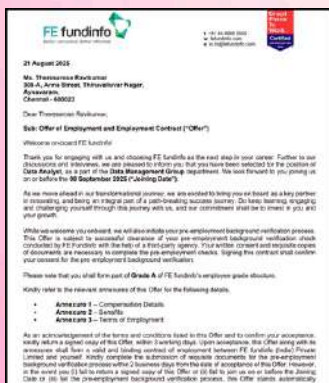 FE fundinfo
Great
Place
To
Work
Certified
21 August 2025
Ms. Theresarose Ravikumar
Ayanavaram,
Chennai - 600023
Dear Theresarose Ravikumar,
Sub: Offer of Employment and Employment Contract ("Offer")
Welcome onboard FE fundinfo!
Thank you for engaging with us and choosing FE fundinfo as the next step in your career. Further to our
discussions and interviews, we are pleased to inform you that you have been selected for the position of
Data Analyst, as a part of the Data Management Group department. We look forward to you joining us
on or before the 08 September 2025 ("Joining Date").
As we move ahead in our transformational journey, we are excited to bring you on board as a key partner
in innovating, and being an integral part of a path-breaking success journey. Do keep learning, engaging
and challenging yourself through this journey with us, and our commitment shall be to invest in you and
your growth.
While we welcome you onboard, we will also initiate your pre-employment background verification process.
This Offer is subject to successful clearance of your pre-employment background verification check
conducted by FE Fundinfo with the help of a third-party agency. Your written consent and requisite copies
of documents are necessary to complete the pre-employment checks. Signing this contract shall confirm
your consent for the pre employment background verification.
Please note that you shall form part of Grade A of FE fundinfo's employee grade structure.
Kindly refer to the relevant annexures of this Offer for the following details.
Annexure 1 – Compensation Details
Annexure 2 – Benefits
Annexure 3 – Terms of Employment
As an acknowledgement of the terms and conditions listed in this Offer and to confirm your acceptance,
kindly return a signed copy of this Offer, within 3 working days. Upon acceptance, this Offer along with its
annexures shall form a valid and binding contract of employment between FE fundinfo (India) Private
Limited and yourself. Kindly complete the submission of requisite documents for the pre-employment
background verification process within 2 business days from the date of acceptance of this Offer. However,
in the event you (i) fail to return a signed copy of this Offer or (ii) fail to join us on or before the Joining
Date or (iii) fail the pre-employment background verification process, this Offer stands automatically